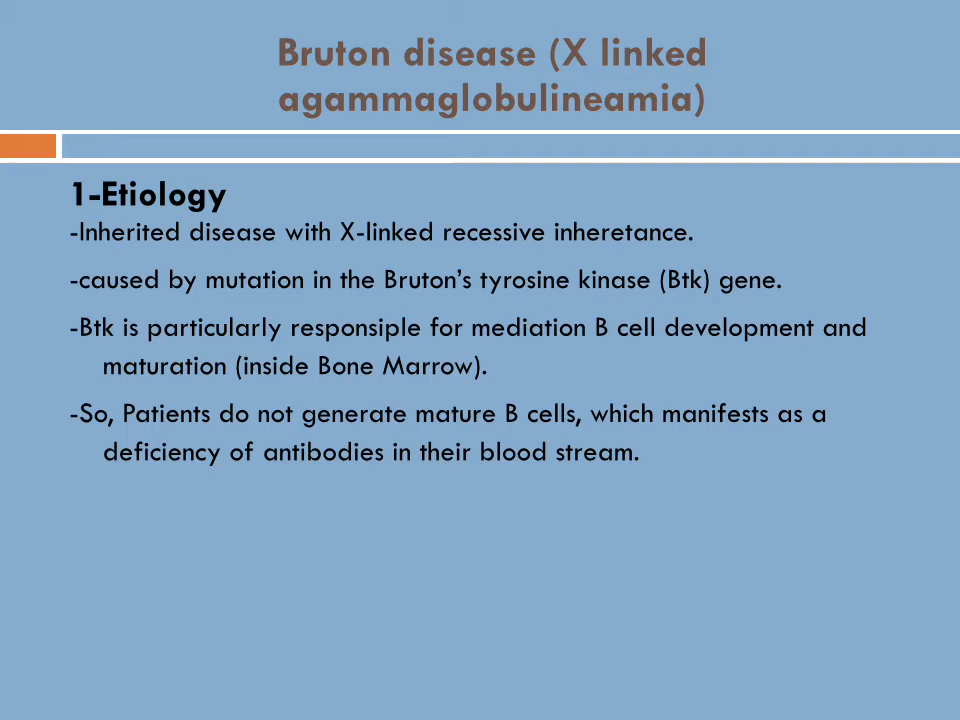 Bruton disease (X linked
agammaglobulineamia)
1-Etiology
-Inherited disease with X-linked recessive inheretance.
-caused by mutation in the Bruton’s tyrosine kinase (Btk) gene.
-Btk is particularly responsiple for mediation B cell development and
maturation (inside Bone Marrow).
-So, Patients do not generate mature B cells, which manifests as a
deficiency of antibodies in their blood stream.